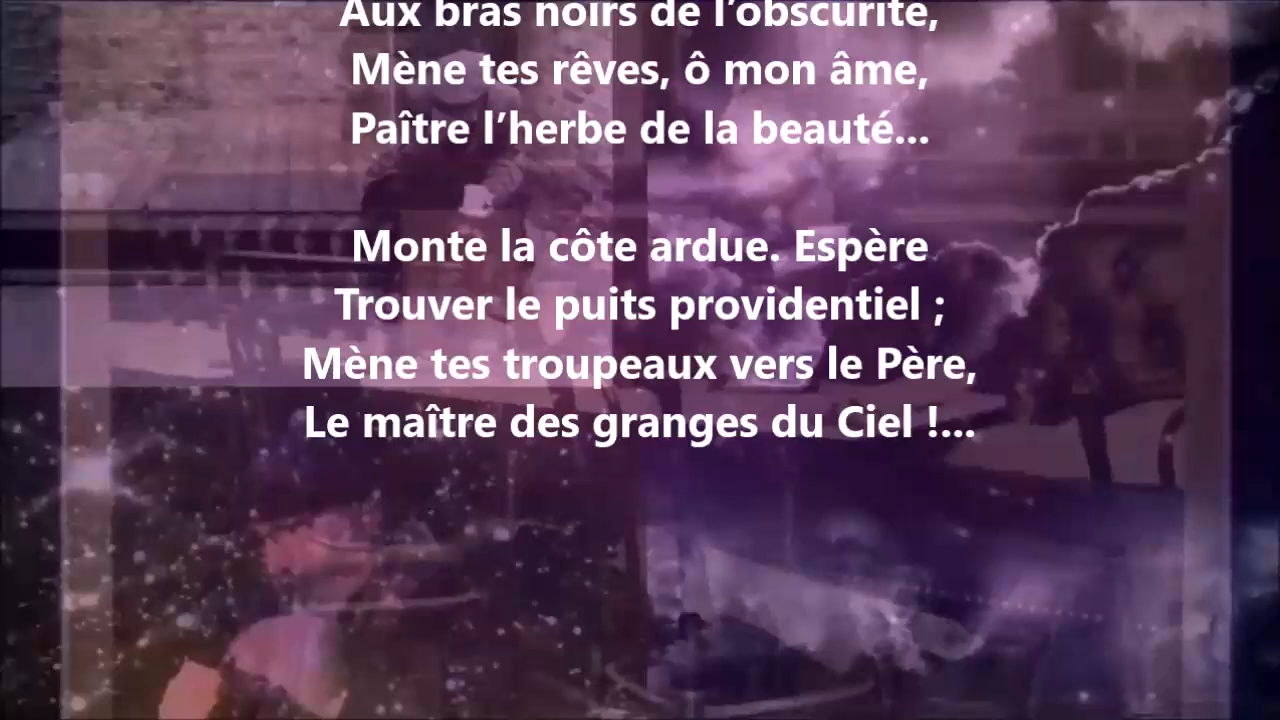 Aux bras noirs de l’obscurité,
Mène tes rêves, ô mon âme,
Paître l’herbe de la beauté...
Monte la côte ardue. Espère
Trouver le puits providentiel ;
Mène tes troupeaux vers le Père,
Le maître des granges du Ciel !...